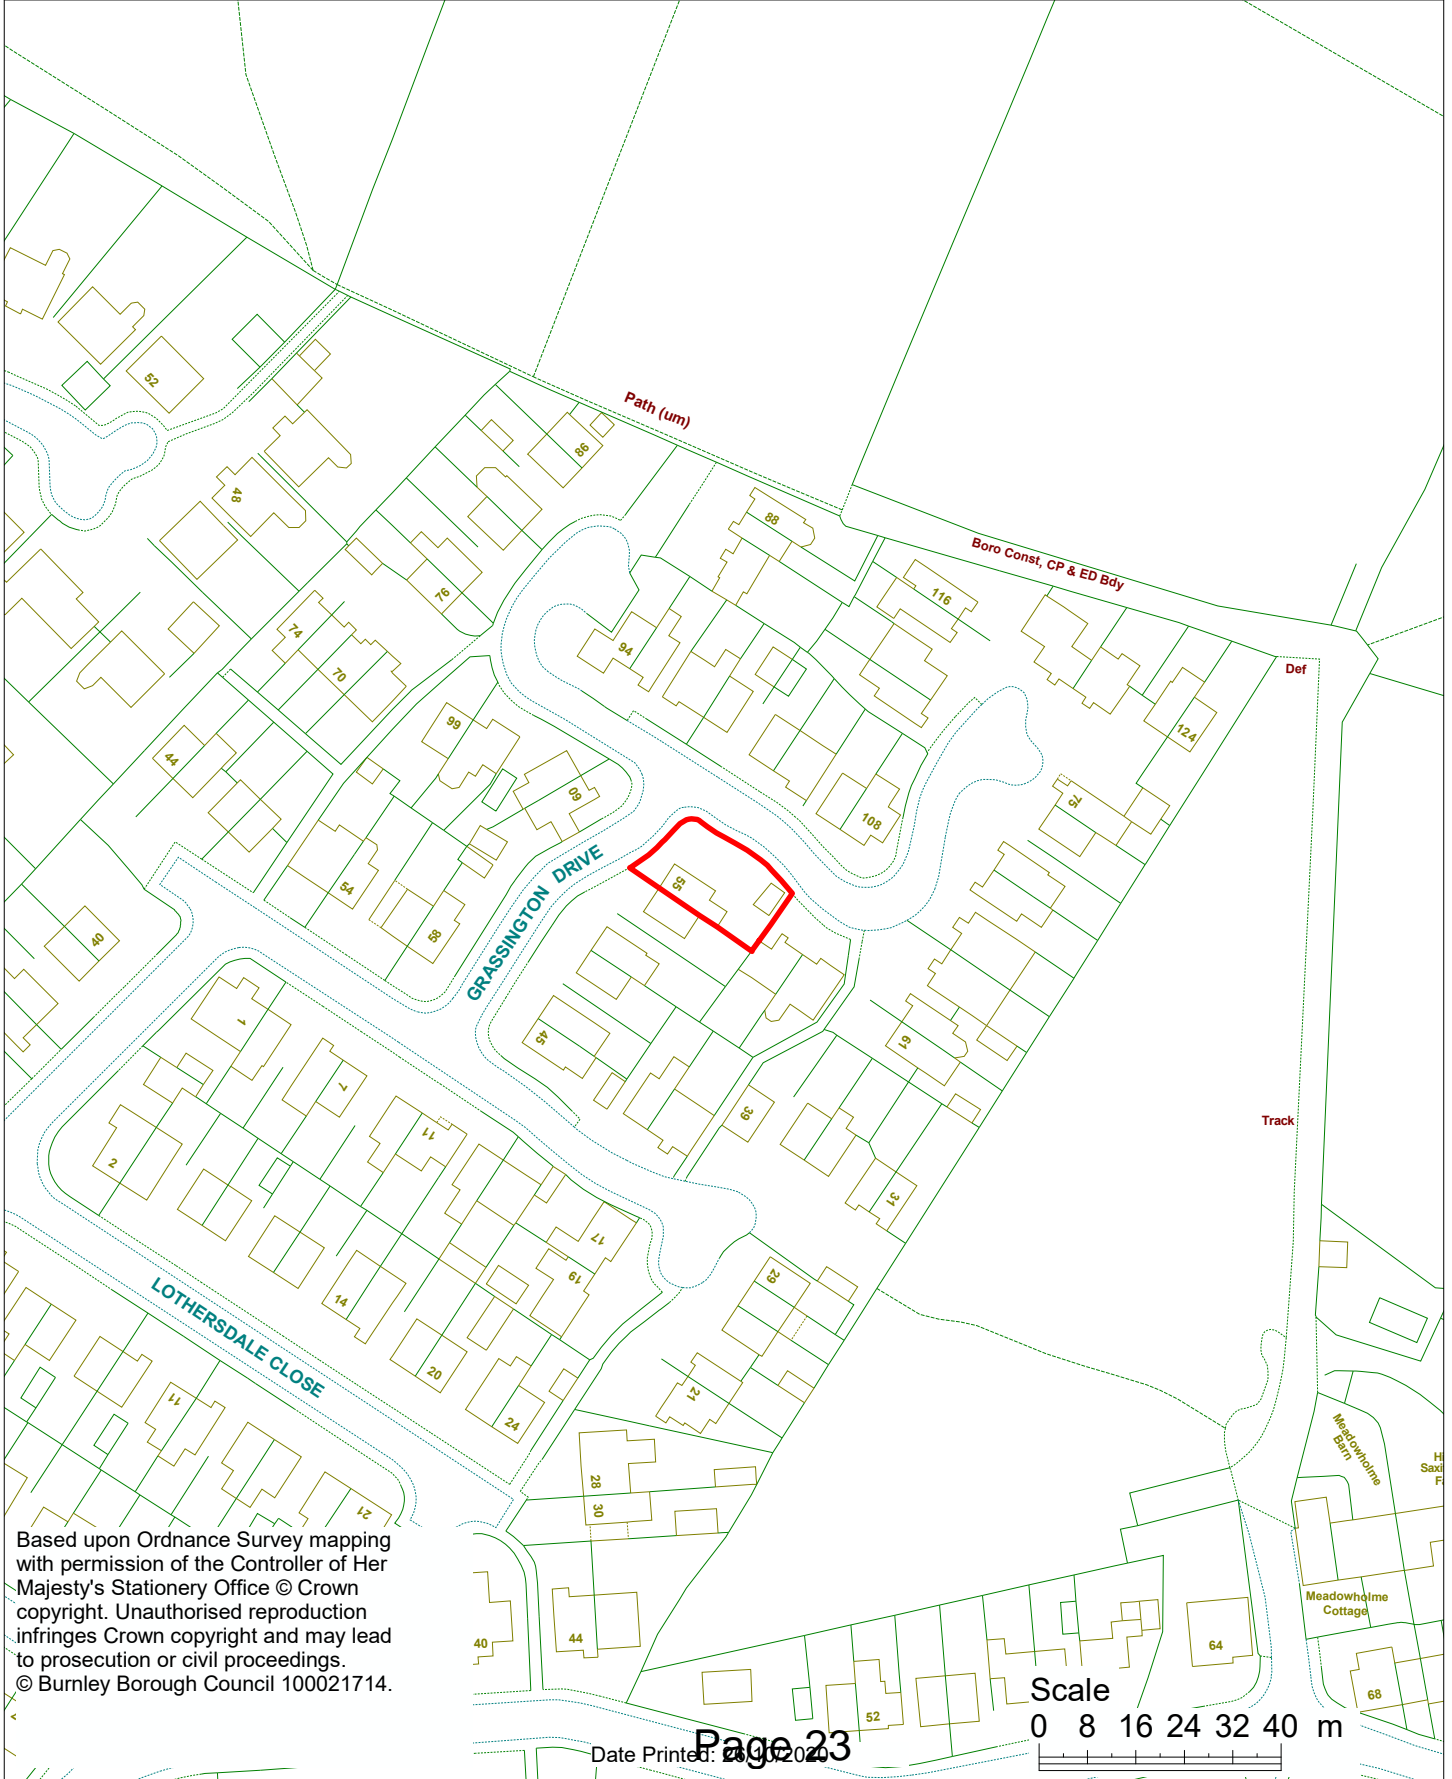 52
Path (um)
98
48
88
Boro Const, CP & ED Bdy
116
76
74
94
70
Def
99
124
44
60
75
108
54
55
GRASSINGTON DRIVE
58
40
1
45
61
7
39
11
2
Track
31
17
19
29
14
LOTHERSDALE CLOSE
20
21
11
24
28
Meadowholme
Barn
30
21
Based upon Ordnance Survey mapping
with permission of the Controller of Her
Majesty's Stationery Office © Crown
copyright. Unauthorised reproduction
infringes Crown copyright and may lead
to prosecution or civil proceedings.
© Burnley Borough Council 100021714.
Meadowholme
Cottage
40
44
64
68
52
Scale
0 8 16 24 32 40 m
Page 23
Date Printed: